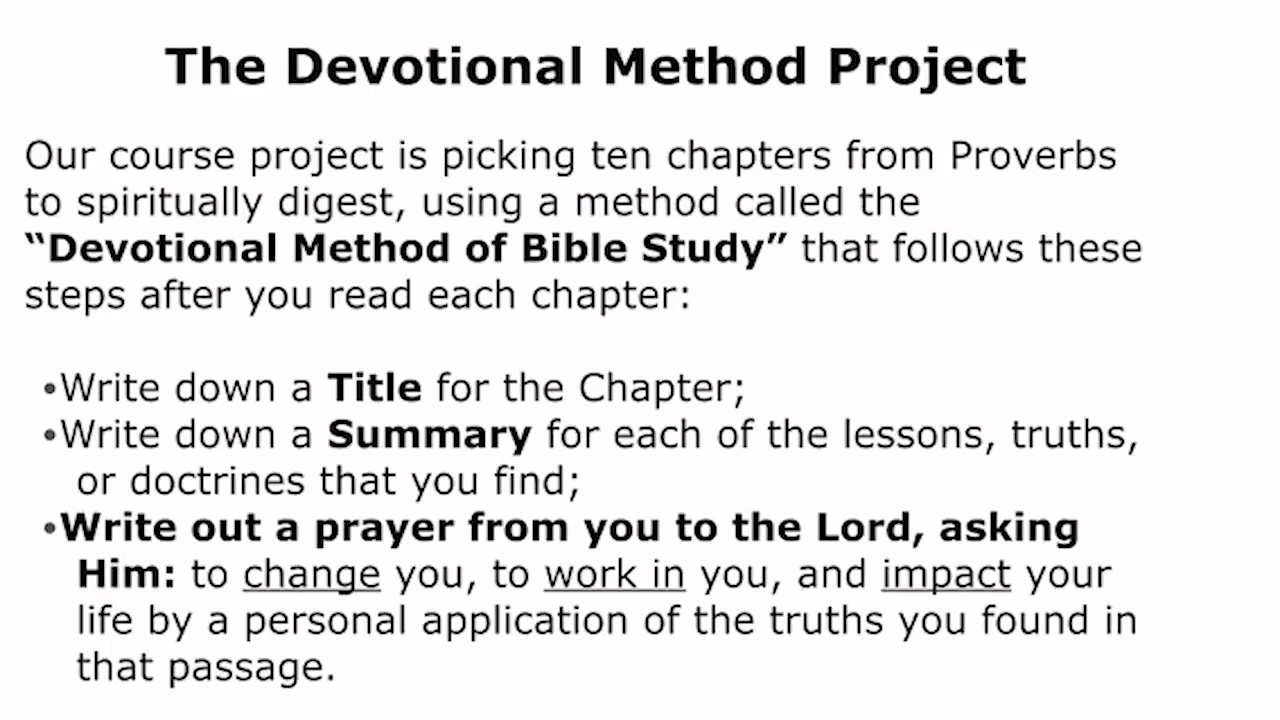 The Devotional Method Project
Our course project is picking ten chapters from Proverbs
to spiritually digest, using a method called the
“Devotional Method of Bible Study” that follows these
steps after you read each chapter:
•Write down a Title for the Chapter;
•Write down a Summary for each of the lessons, truths,
or doctrines that you find;
•Write out a prayer from you to the Lord, asking
Him: to change you, to work in you, and impact your
life by a personal application of the truths you found in
that passage.